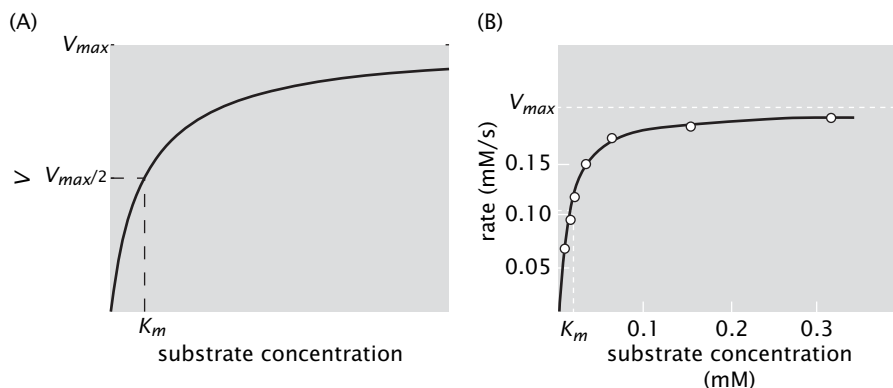 (A)
Vmax
Vmax/2
V
Km
substrate concentration
(B)
Vmax
rate (mM/s)
0.15
0.10
0.05
Km
0.1
0.2
0.3
substrate concentration
(mM)